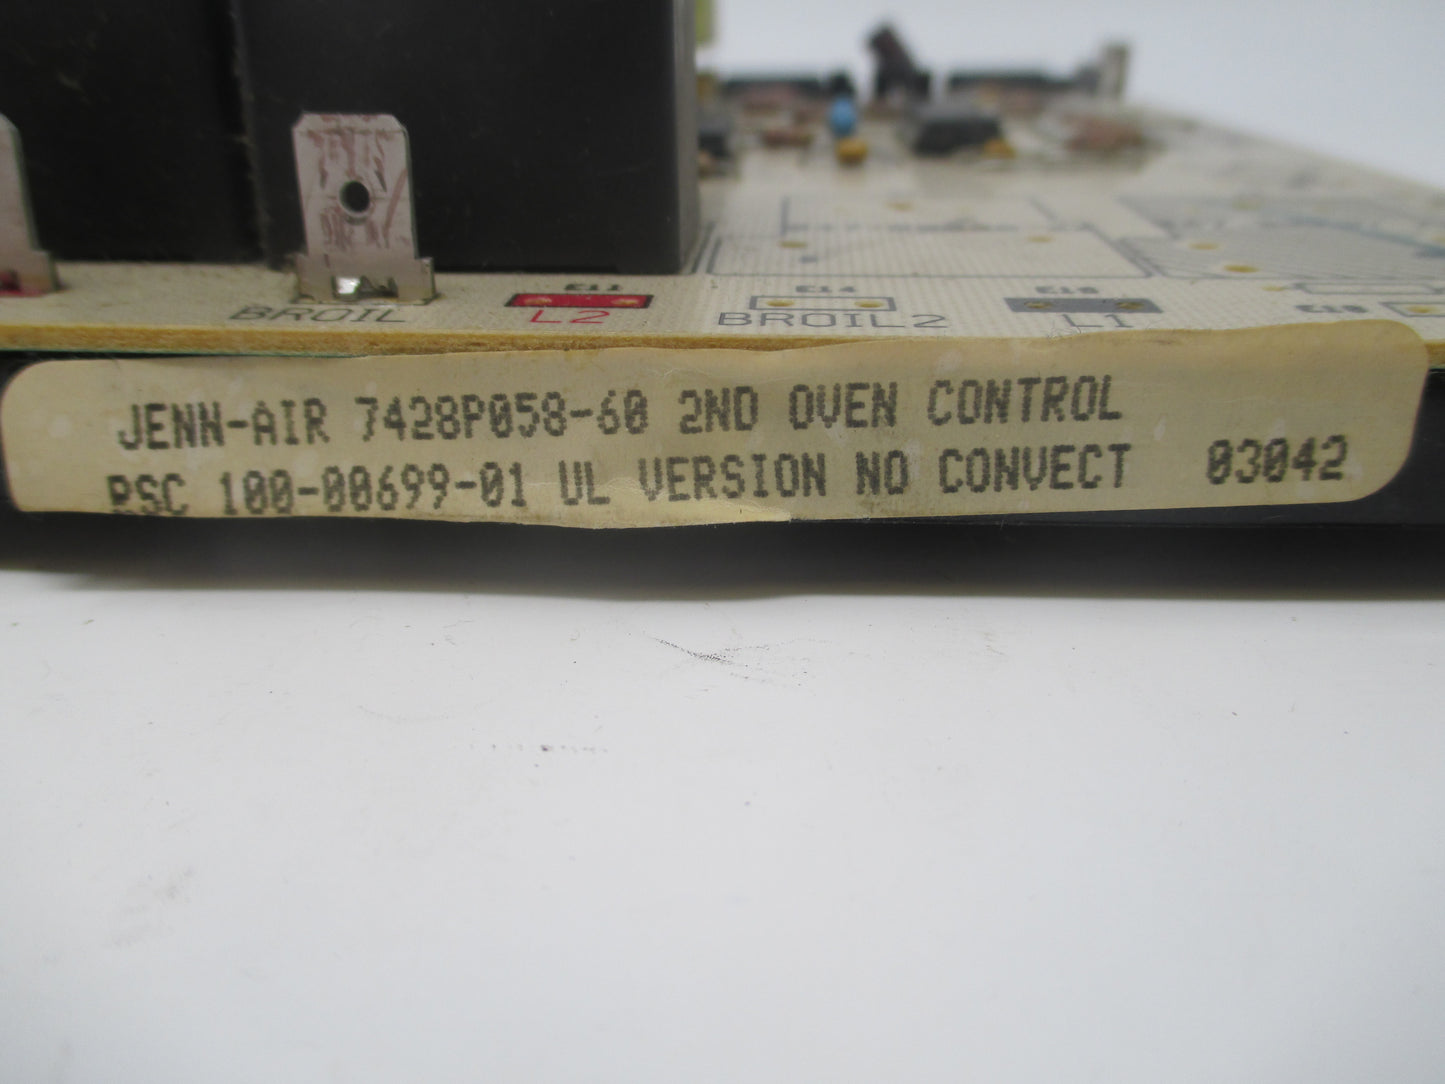 BROIL L2 BROIL2 L1
JENN-AIR 7428P058-60 2ND OVEN CONTROL
RSC 100-00699-01 UL VERSION NO CONVECT 03042